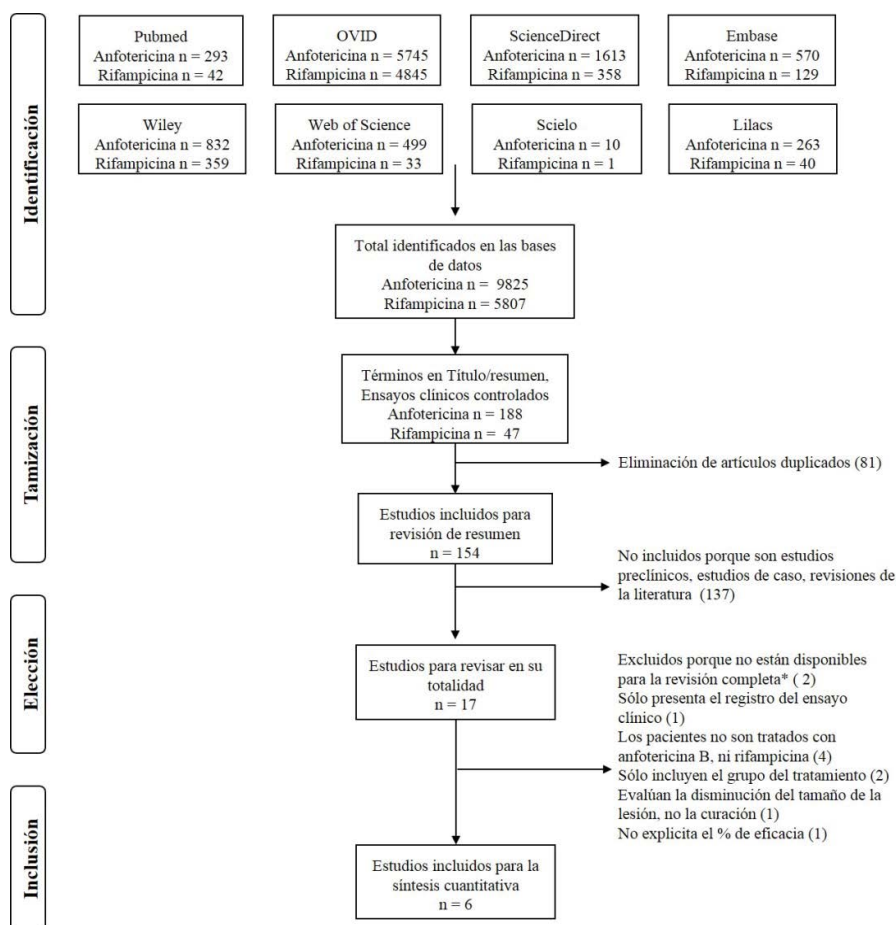 Identificación
Pubmed
Anfotericina n = 293
Rifampicina n = 42
OVID
Anfotericina n = 5745
Rifampicina n = 4845
ScienceDirect
Anfotericina n = 1613
Rifampicina n = 358
Embase
Anfotericina n = 570
Rifampicina n = 129
Wiley
Anfotericina n = 832
Rifampicina n = 359
Web of Science
Anfotericina n = 499
Rifampicina n = 33
Scielo
Anfotericina n = 10
Rifampicina n = 1
Lilacs
Anfotericina n = 263
Rifampicina n = 40
Total identificados en las bases
de datos
Anfotericina n = 9825
Rifampicina n = 5807
Tamización
Términos en Título/resumen,
Ensayos clínicos controlados
Anfotericina n = 188
Rifampicina n = 47
Eliminación de artículos duplicados (81)
Estudios incluidos para
revisión de resumen
n = 154
No incluidos porque son estudios
preclínicos, estudios de caso, revisiones de
la literatura (137)
Elección
Estudios para revisar en su
totalidad
n = 17
Excluidos porque no están disponibles
para la revisión completa* ( 2)
Sólo presenta el registro del ensayo
clínico (1)
Los pacientes no son tratados con
anfotericina B, ni rifampicina (4)
Sólo incluyen el grupo del tratamiento (2)
Evalúan la disminución del tamaño de la
lesión, no la curación (1)
No explicita el % de eficacia (1)
Inclusión
Estudios incluidos para la
síntesis cuantitativa
n = 6